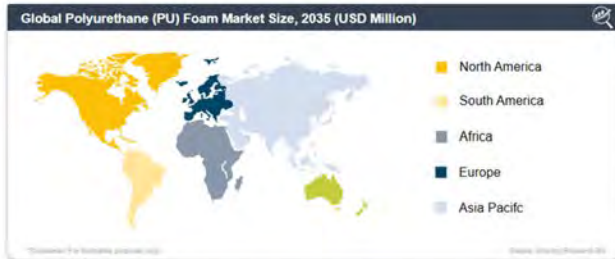 Global Polyurethane (PU) Foam Market Size, 2035 (USD Million)
North America
South America
Africa
Europe
Asia Pacifc